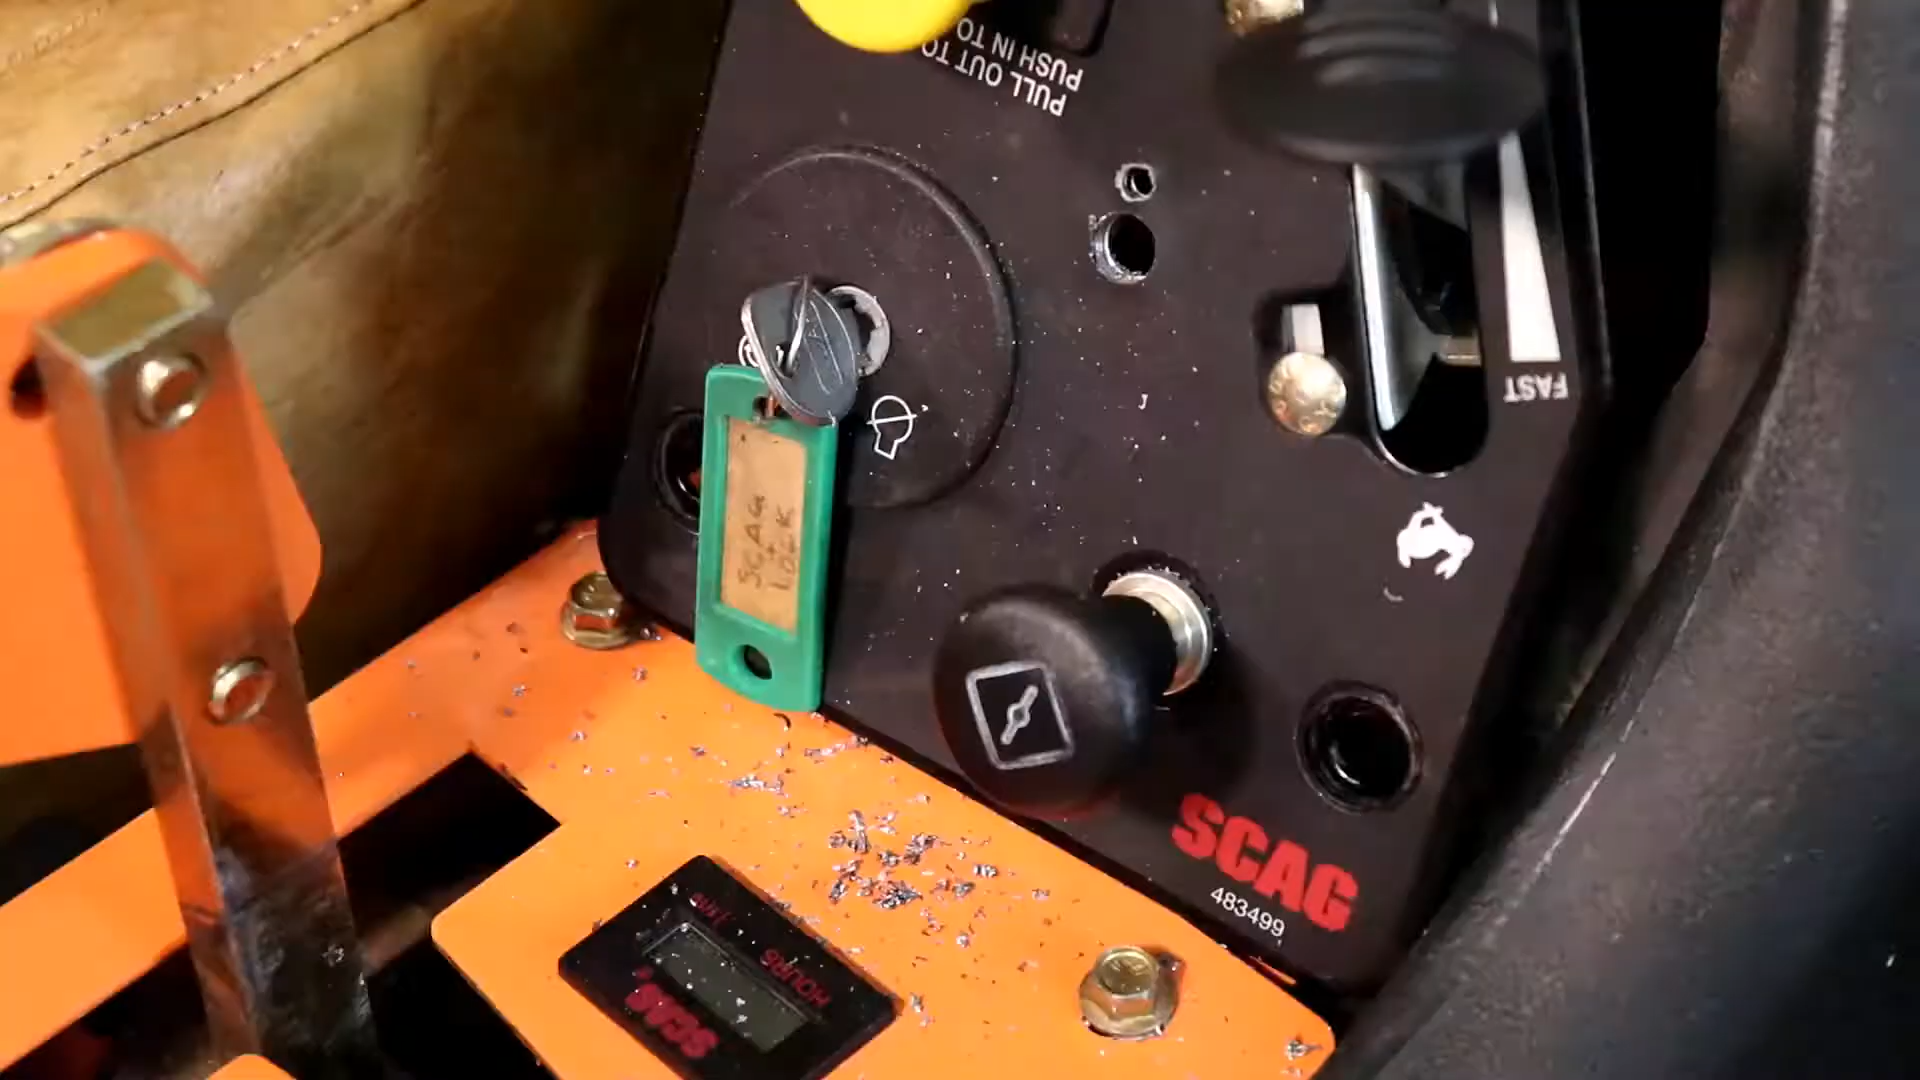 PULL OUT TO
PUSH IN TO
FAST
SCAG
+
LOCK
SCAG
483499
HOURS
SCAG